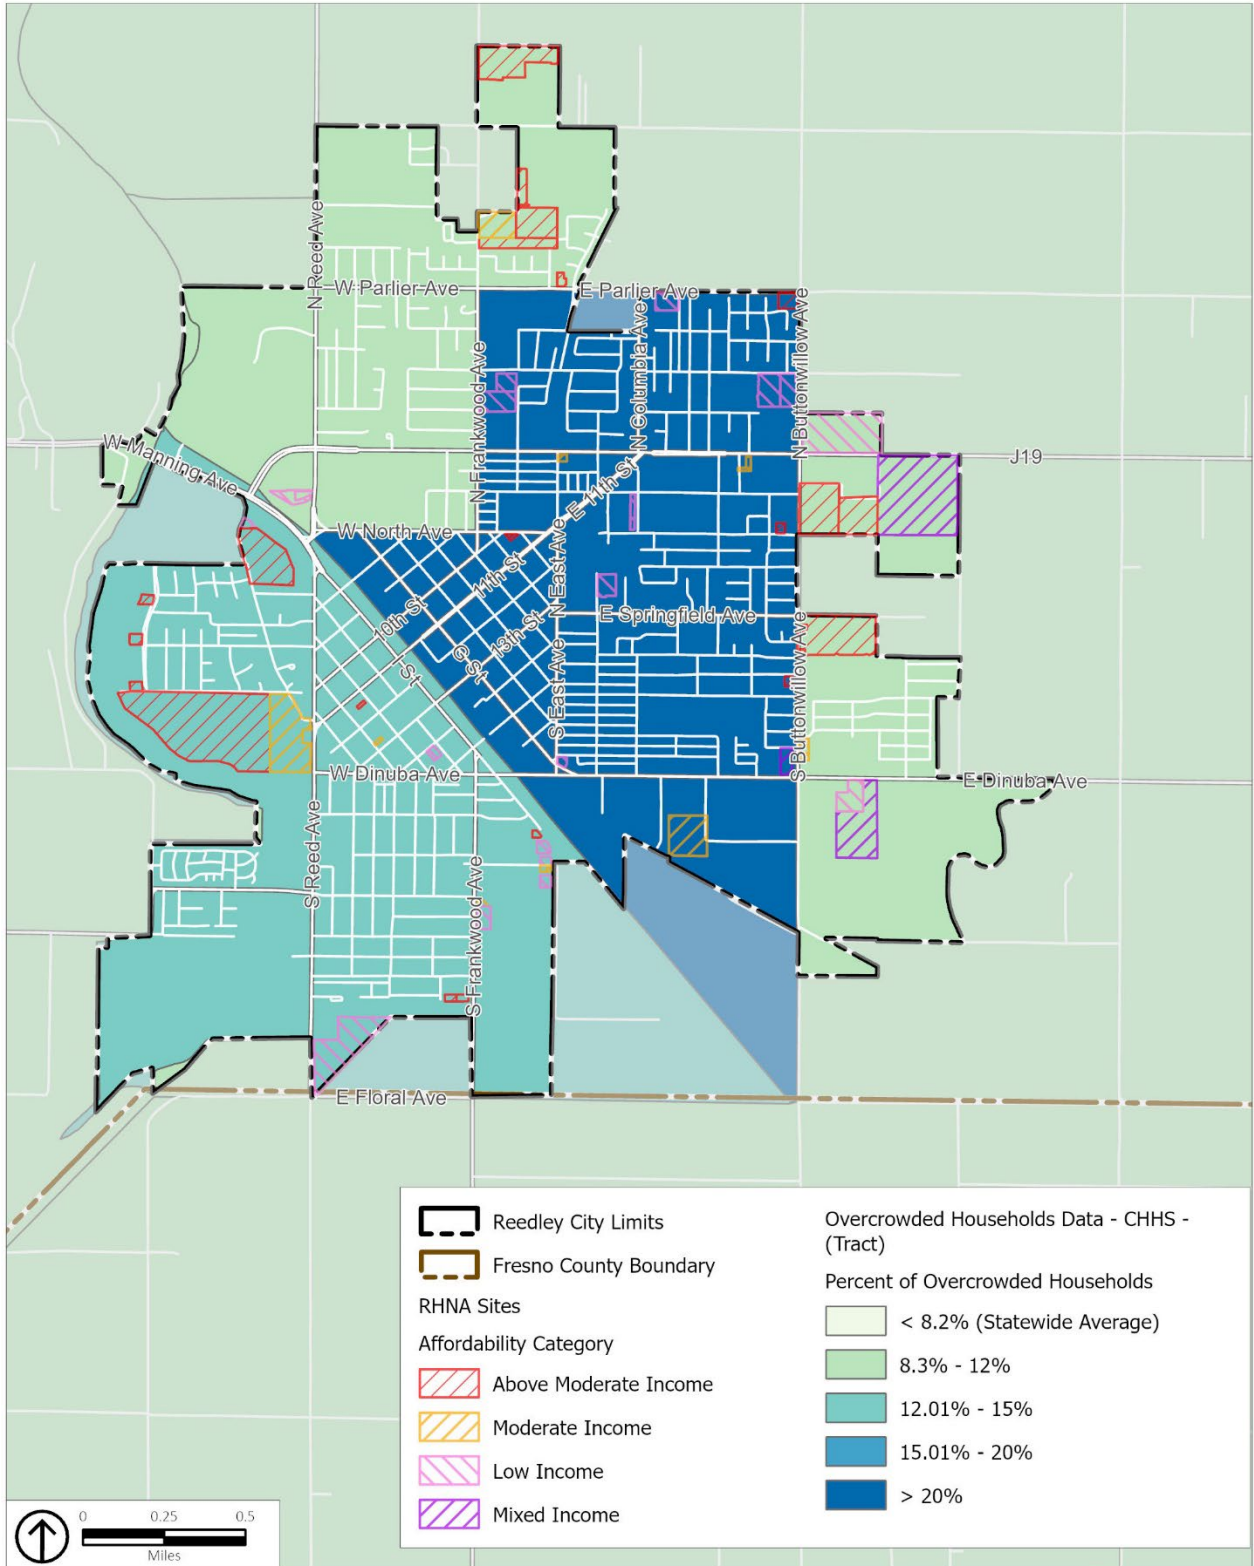 N Reed Ave
W Parlier Ave
E Parlier Ave
N Frankwood Ave
N Columbia Ave
N Buttonwillow Ave
W Manning Ave
J19
E 11th St
W North Ave
11th St
N East Ave
10th St
13th St
E Springfield Ave
G St
St
S East Ave
S Buttonwillow Ave
W Dinuba Ave
E Dinuba Ave
S Reed Ave
S Frankwood Ave
E Floral Ave
Reedley City Limits
Fresno County Boundary
RHNA Sites
Affordability Category
Above Moderate Income
Moderate Income
Low Income
Mixed Income
Overcrowded Households Data - CHHS -
(Tract)
Percent of Overcrowded Households
< 8.2% (Statewide Average)
8.3% - 12%
12.01% - 15%
15.01% - 20%
> 20%
0 0.25 0.5
Miles